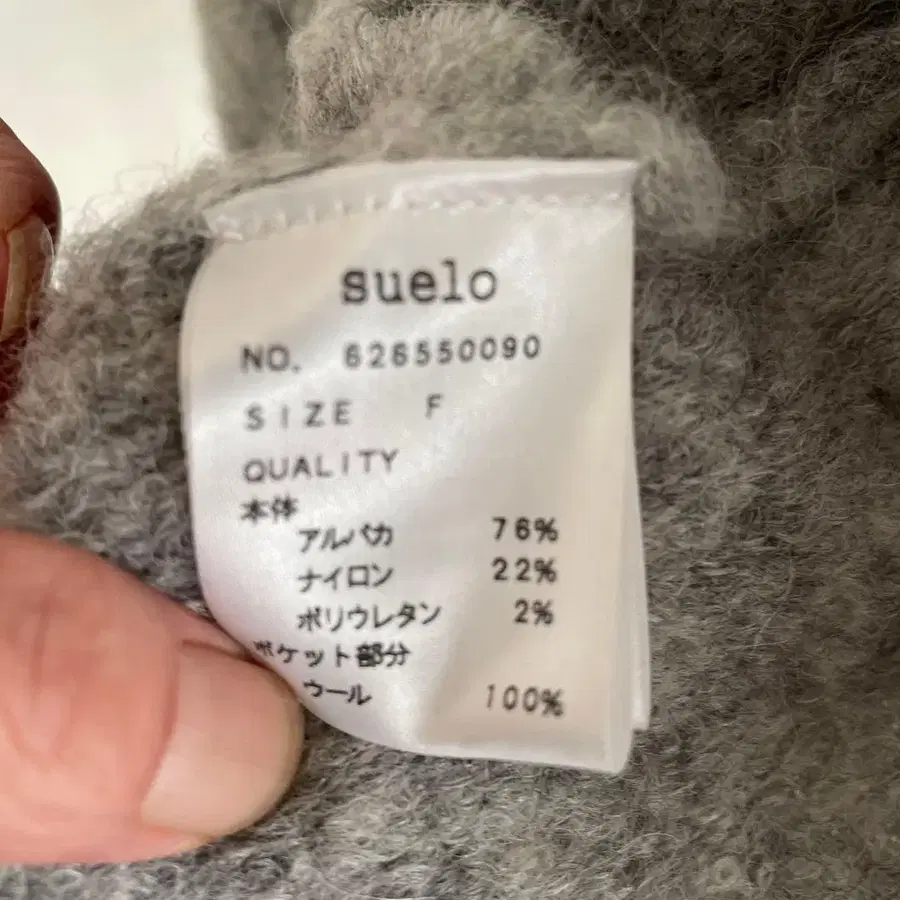 suelo
NO. 626550090
SIZE F
QUALITY
本体
アルパカ 76%
ナイロン 22%
ポリウレタン 2%
ポケット部分
ウール 100%